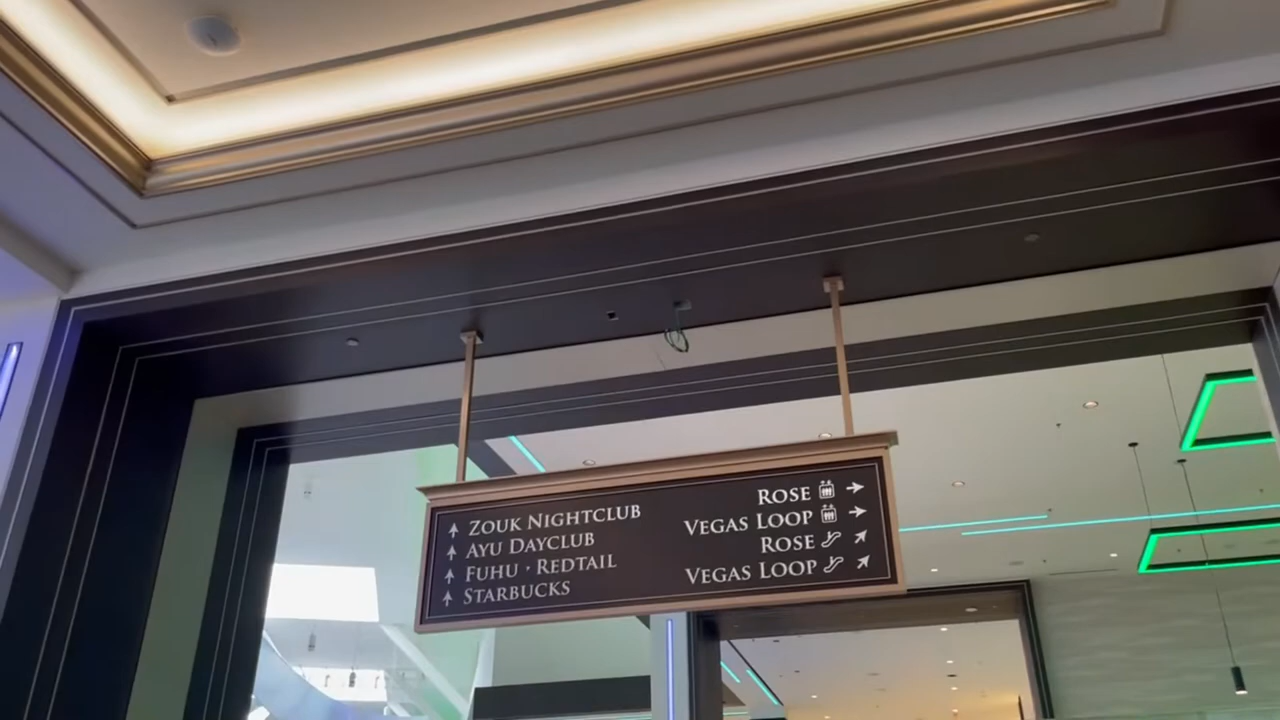 ZOUK NIGHTCLUB
AYU DAYCLUB
FUHU · REDTAIL
STARBUCKS
ROSE
VEGAS LOOP
ROSE
VEGAS LOOP